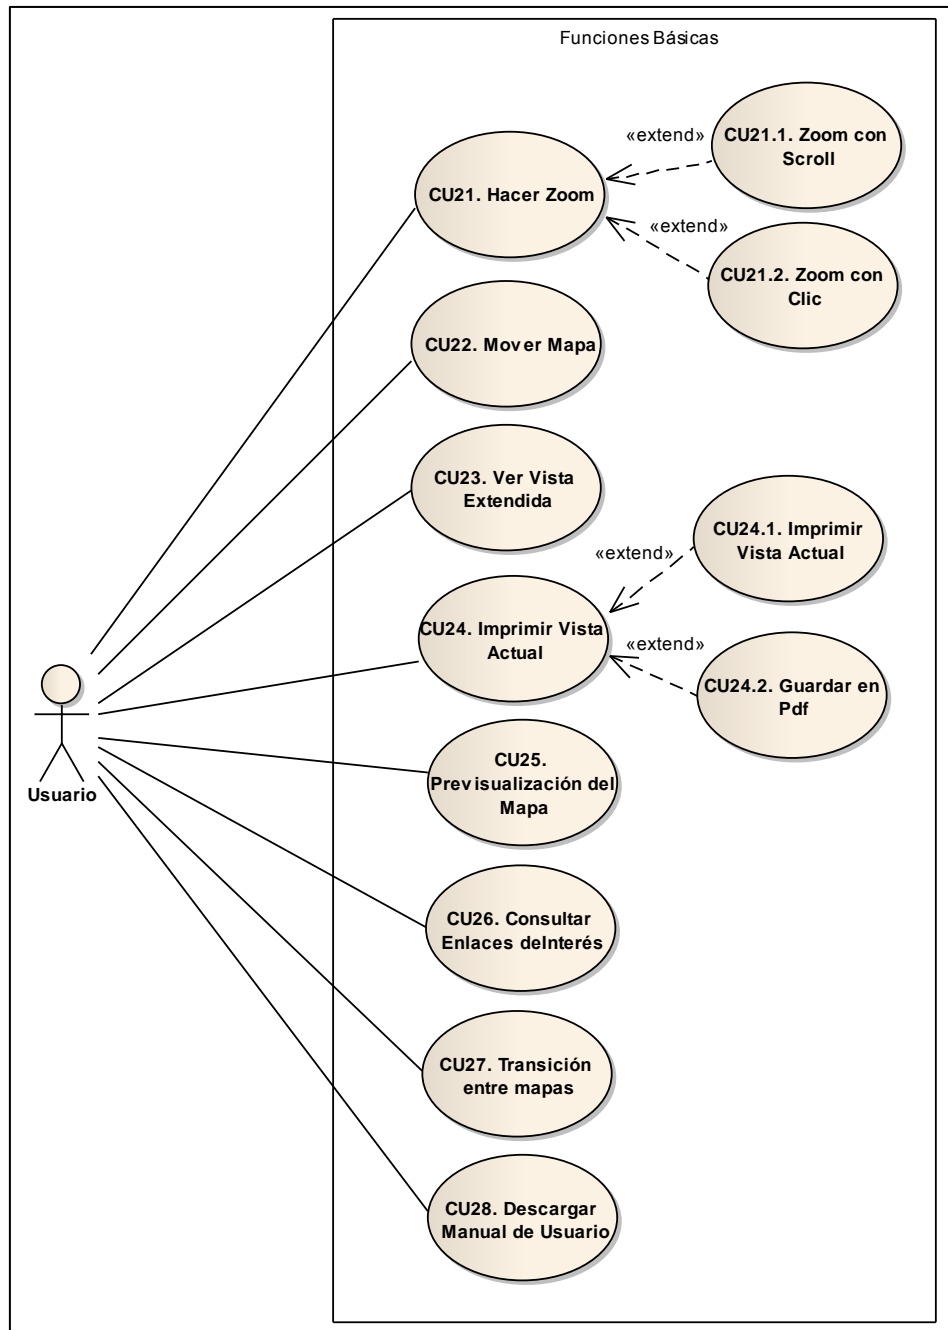 Funciones Básicas
CU21. Hacer Zoom
«extend»
CU21.1. Zoom con
Scroll
«extend»
CU21.2. Zoom con
Clic
CU22. Mover Mapa
CU23. Ver Vista
Extendida
CU24. Imprimir Vista
Actual
«extend»
CU24.1. Imprimir
Vista Actual
«extend»
CU24.2. Guardar en
Pdf
Usuario
CU25.
Previsualización del
Mapa
CU26. Consultar
Enlaces deInterés
CU27. Transición
entre mapas
CU28. Descargar
Manual de Usuario